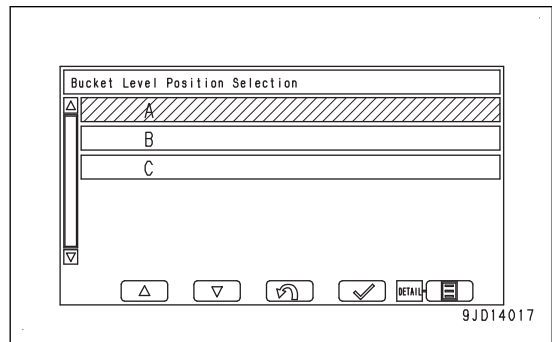 Bucket Level Position Selection
A
B
C
DETAIL
9JD14017